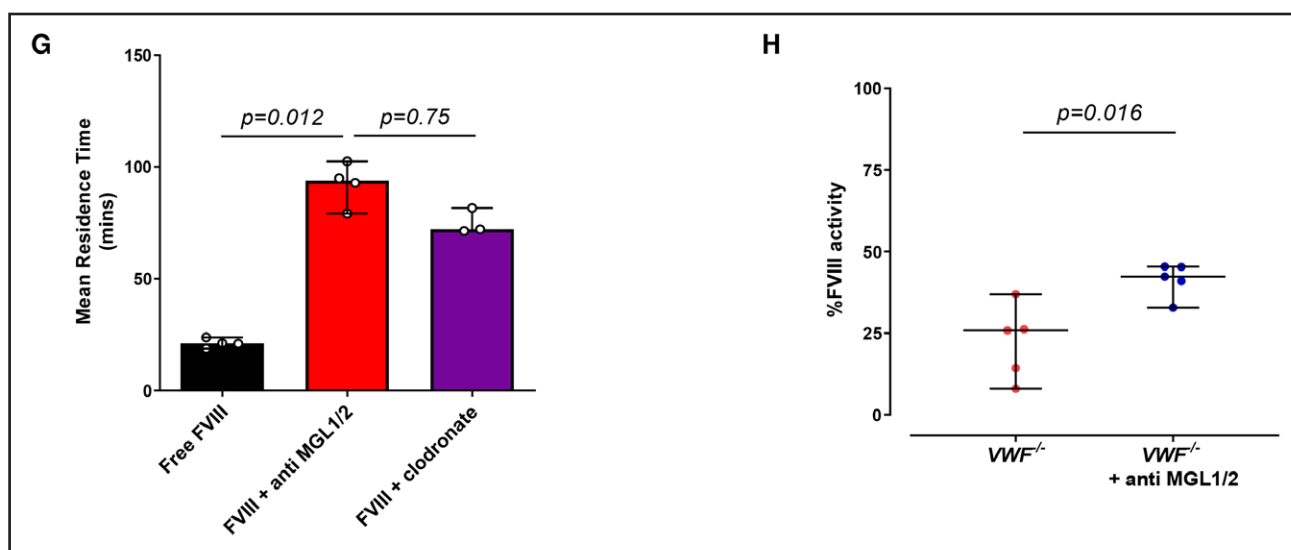 G
Mean Residence Time
(mins)
150
100
50
0
p=0.012
p=0.75
Free FVIII
FVIII + anti MGL1/2
FVIII + clodronate
H
%FVIII activity
100
75
50
25
0
p=0.016
VWF-/-
VWF-/-
+ anti MGL1/2